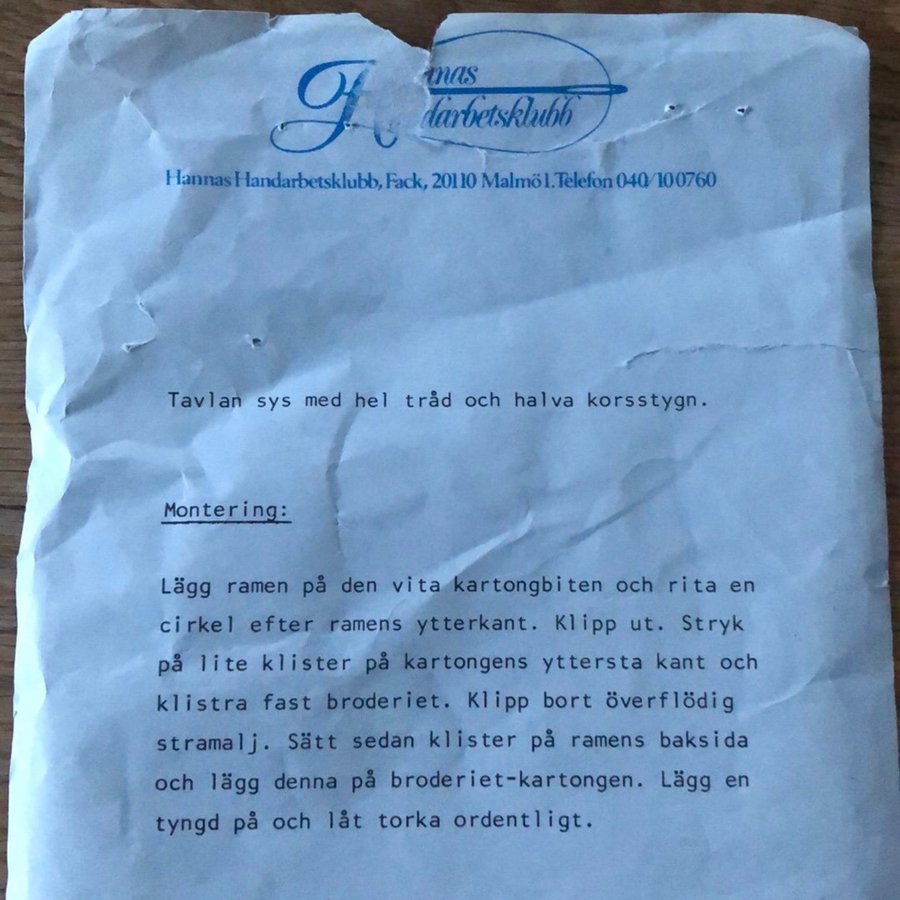 Hannas
Handarbetsklubb
Hannas Handarbetsklubb, Fack, 20110 Malmö 1. Telefon 040/100760
Tavlan sys med hel tråd och halva korsstygn.
Montering:
Lägg ramen på den vita kartongbiten och rita en
cirkel efter ramens ytterkant. Klipp ut. Stryk
på lite klister på kartongens yttersta kant och
klistra fast broderiet. Klipp bort överflödig
stramalj. Sätt sedan klister på ramens baksida
och lägg denna på broderiet-kartongen. Lägg en
tyngd på och låt torka ordentligt.